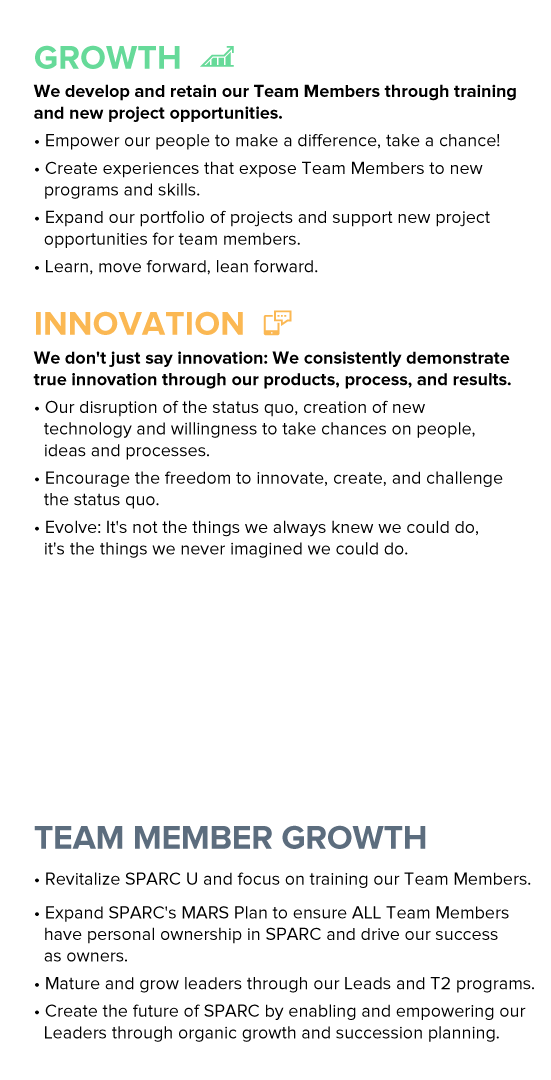 GROWTH
We develop and retain our Team Members through training
and new project opportunities.
• Empower our people to make a difference, take a chance!
• Create experiences that expose Team Members to new
programs and skills.
• Expand our portfolio of projects and support new project
opportunities for team members.
• Learn, move forward, lean forward.
INNOVATION
We don't just say innovation: We consistently demonstrate
true innovation through our products, process, and results.
• Our disruption of the status quo, creation of new
technology and willingness to take chances on people,
ideas and processes.
• Encourage the freedom to innovate, create, and challenge
the status quo.
• Evolve: It's not the things we always knew we could do,
it's the things we never imagined we could do.
TEAM MEMBER GROWTH
• Revitalize SPARC U and focus on training our Team Members.
• Expand SPARC's MARS Plan to ensure ALL Team Members
have personal ownership in SPARC and drive our success
as owners.
• Mature and grow leaders through our Leads and T2 programs.
• Create the future of SPARC by enabling and empowering our
Leaders through organic growth and succession planning.